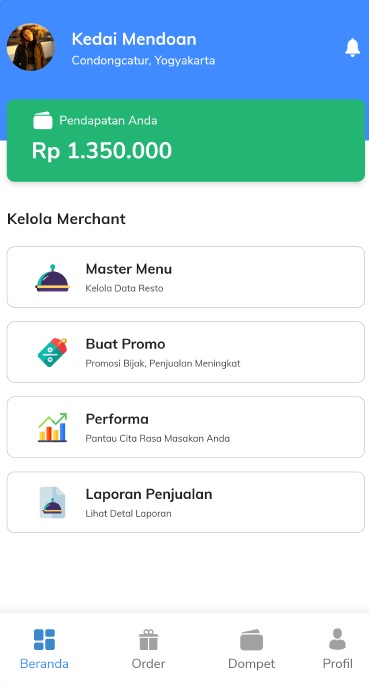 Kedai Mendoan
Condongcatur, Yogyakarta
Pendapatan Anda
Rp 1.350.000
Kelola Merchant
Master Menu
Kelola Data Resto
Buat Promo
Promosi Bijak, Penjualan Meningkat
Performa
Pantau Cita Rasa Masakan Anda
Laporan Penjualan
Lihat Detal Laporan
Beranda
Order
Dompet
Profil